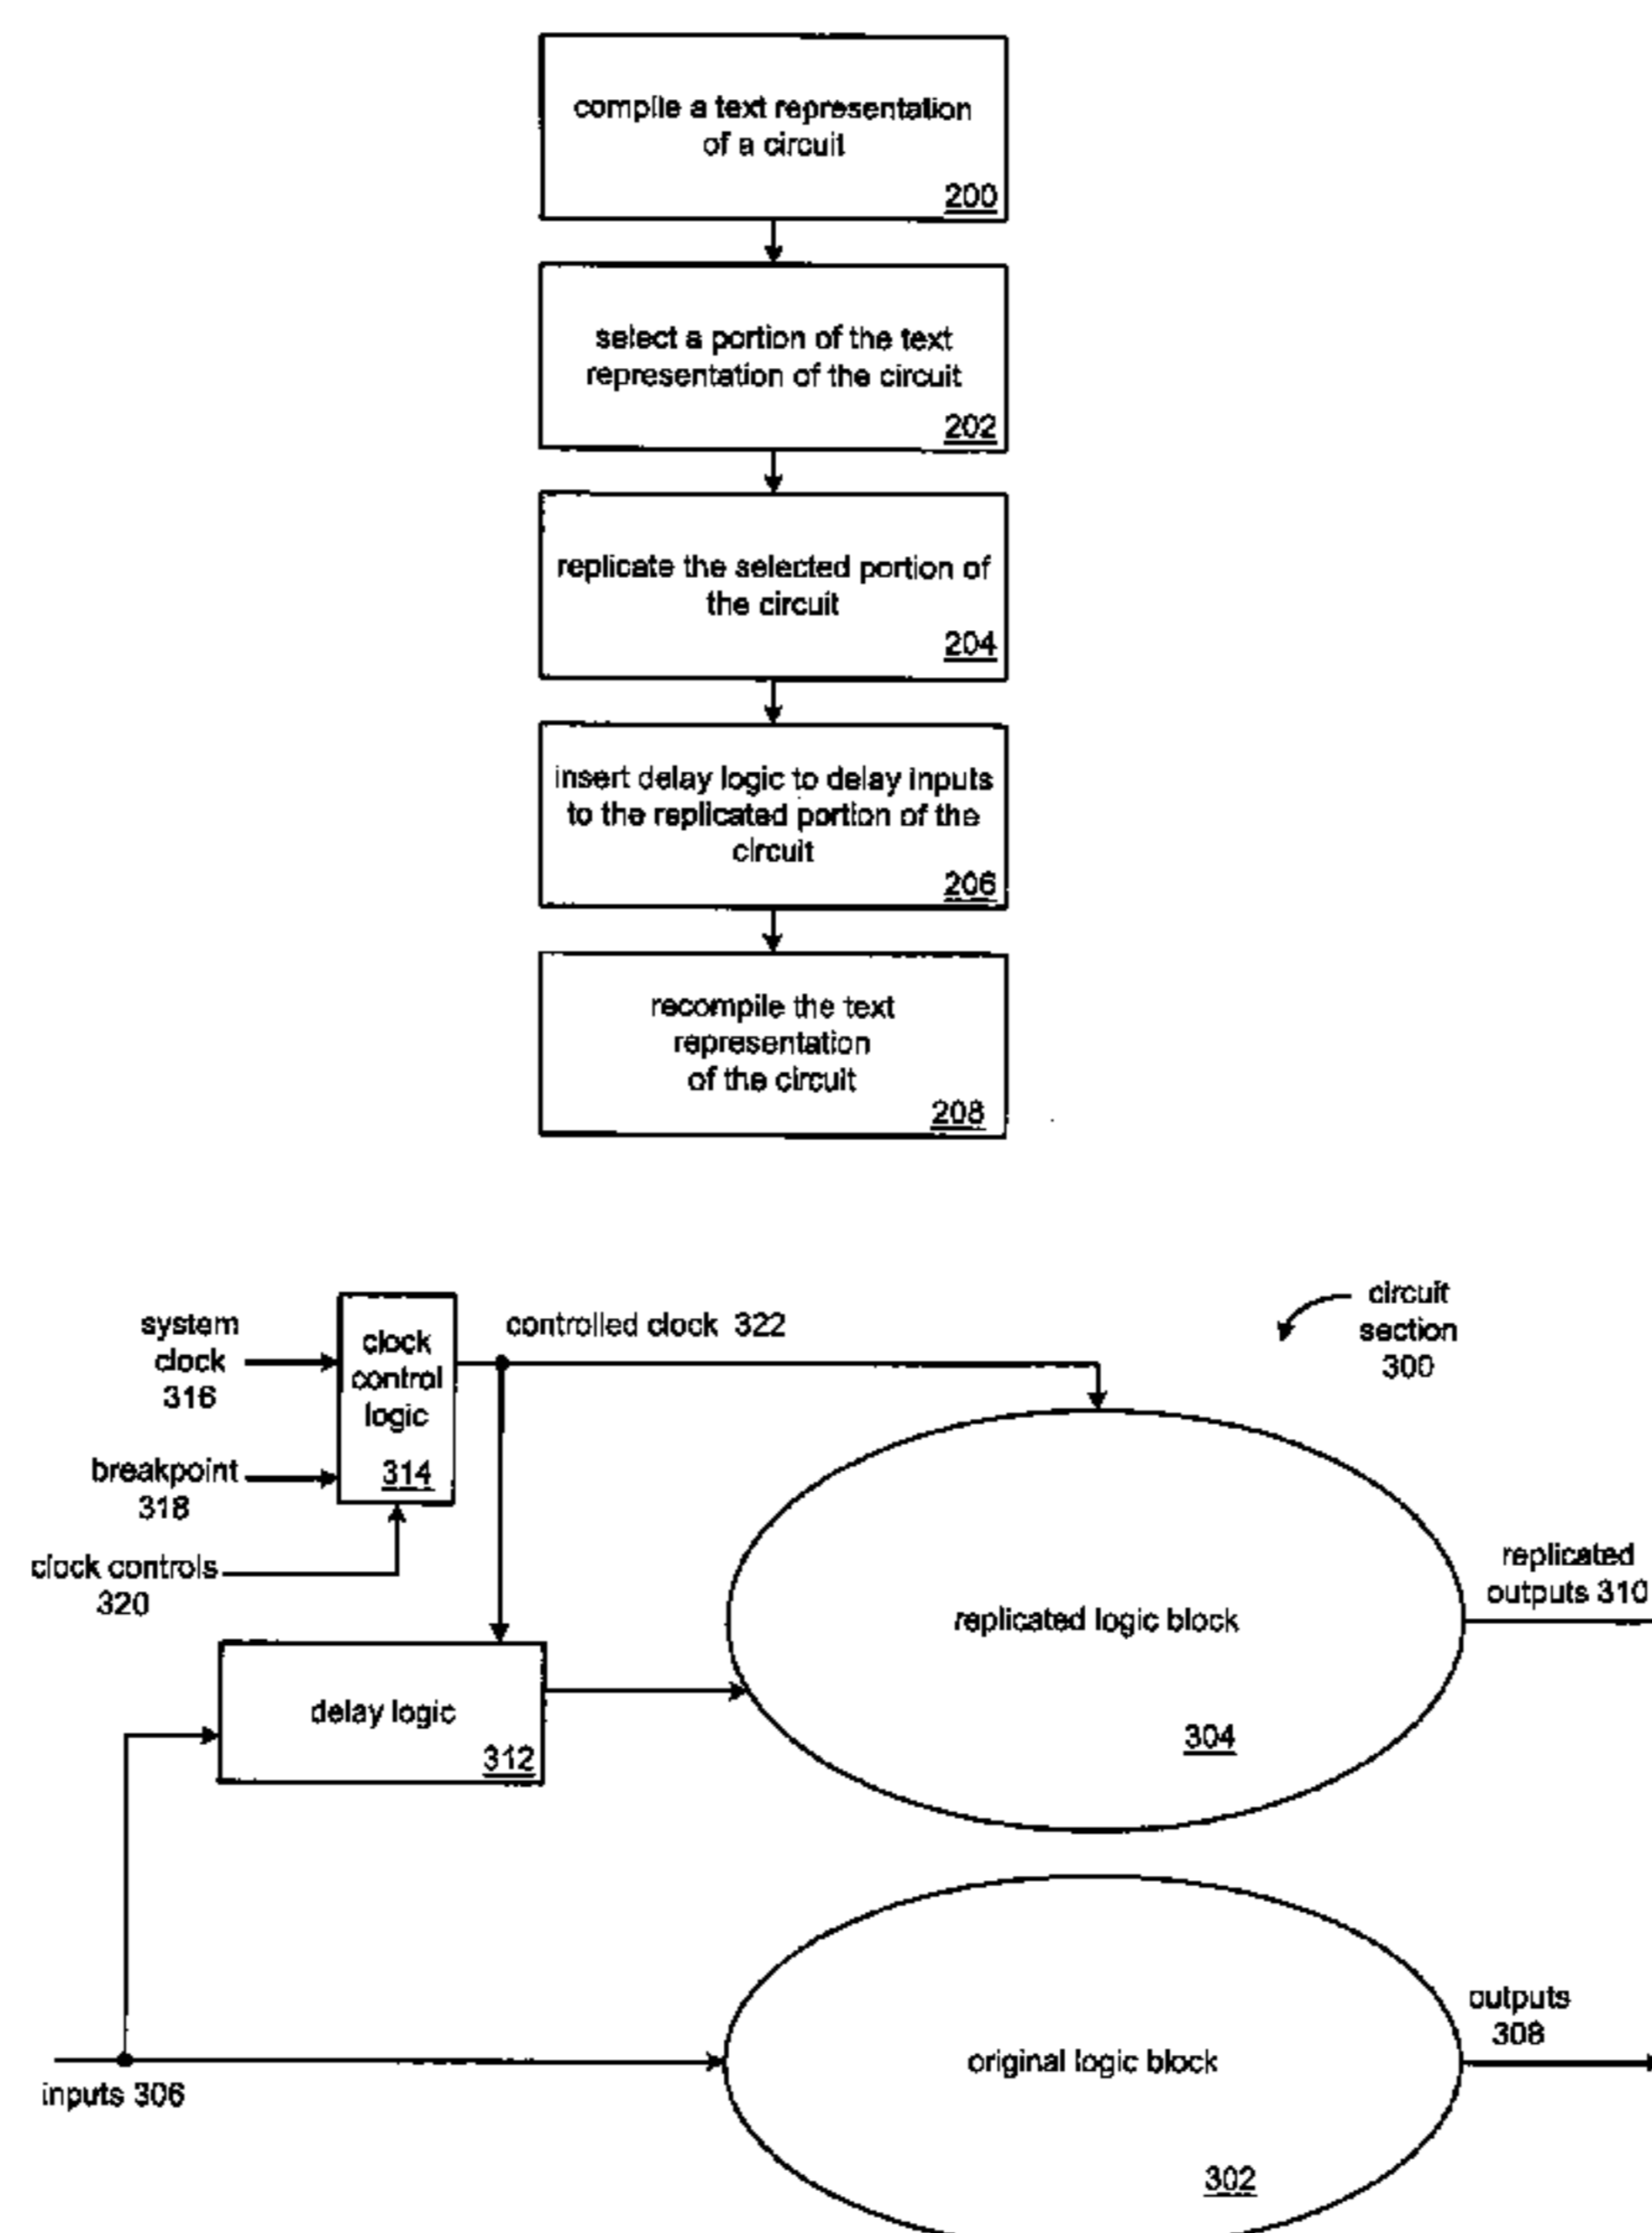 compile a text representation
of a circuit
200
select a portion of the text
representation of the circuit
202
replicate the selected portion of
the circuit
204
insert delay logic to delay inputs
to the replicated portion of the
circuit
206
recompile the text
representation
of the circuit
208
system
clock
316
clock
control
logic
314
controlled clock 322
circuit
section
300
breakpoint
318
clock controls
320
replicated
outputs 310
replicated logic block
304
delay logic
312
outputs
308
original logic block
302
inputs 306